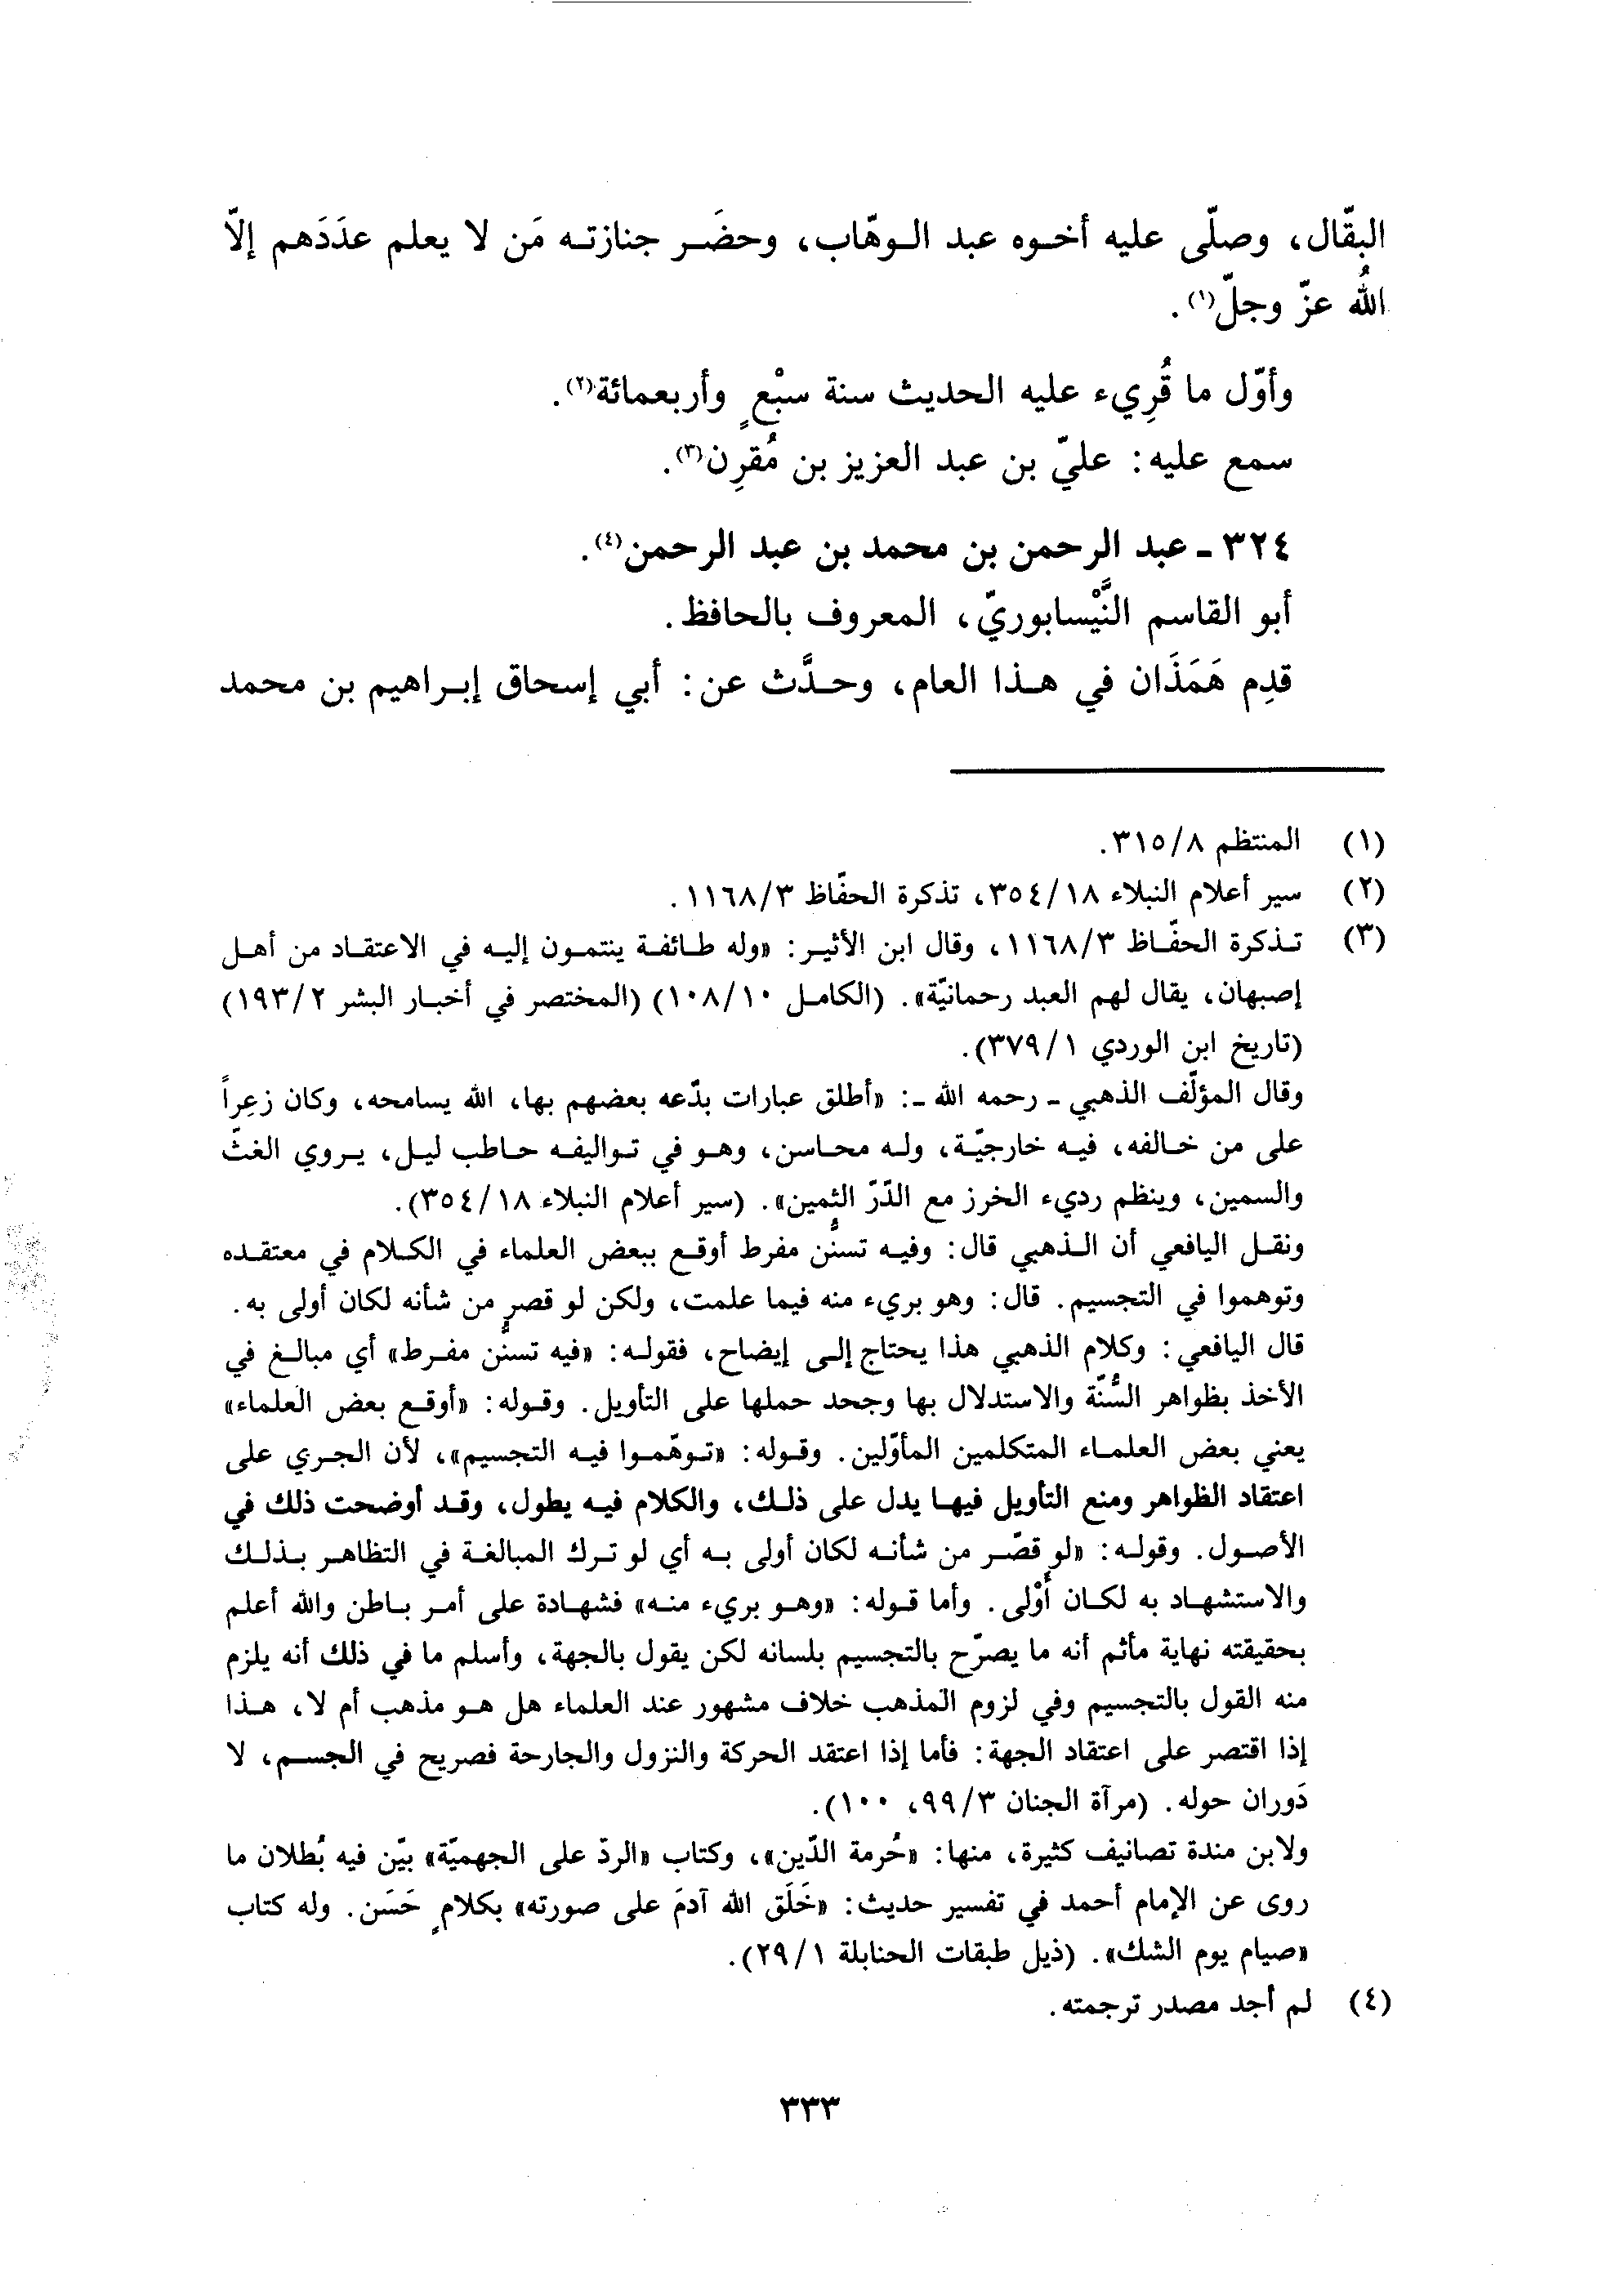 البقّال، وصلّى عليه أخوه عبد الوهّاب، وحضَر جنازته مَن لا يعلم عدَدَهم إلّا
اللهُ عزّ وجلّ(١).
وأوّل ما قُرِيء عليه الحديث سنة سبْعٍ وأربعمائة(٢).
سمع عليه: عليّ بن عبد العزيز بن مُقرِن(٣).
٣٢٤ ـ عبد الرحمن بن محمد بن عبد الرحمن(٤).
أبو القاسم النَّيْسابوريّ، المعروف بالحافظ.
قدِم هَمَذَان في هذا العام، وحدَّث عن: أبي إسحاق إبراهيم بن محمد
(١) المنتظم ٣١٥/٨.
(٢) سير أعلام النبلاء ٣٥٤/١٨، تذكرة الحفّاظ ١١٦٨/٣.
(٣) تذكرة الحفّاظ ١١٦٨/٣، وقال ابن الأثير: «وله طائفة ينتمون إليه في الاعتقاد من أهل
إصبهان، يقال لهم العبد رحمانيّة». (الكامل ١٠٨/١٠) (المختصر في أخبار البشر ١٩٣/٢)
(تاريخ ابن الوردي ٣٧٩/١).
وقال المؤلّف الذهبي ـ رحمه الله ـ: «أطلق عبارات بدّعه بعضهم بها، الله يسامحه، وكان زعِراً
على من خالفه، فيه خارجيّة، وله محاسن، وهو في تواليفه حاطب ليل، يروي الغثّ
والسمين، وينظم رديء الخرز مع الدّرّ الثمين». (سير أعلام النبلاء ٣٥٤/١٨).
ونقل اليافعي أن الذهبي قال: وفيه تسنُّن مفرط أوقع ببعض العلماء في الكلام في معتقده
وتوهموا في التجسيم. قال: وهو بريء منه فيما علمت، ولكن لو قصر من شأنه لكان أولى به.
قال اليافعي: وكلام الذهبي هذا يحتاج إلى إيضاح، فقوله: «فيه تسنُّن مفرط» أي مبالغ في
الأخذ بظواهر السُّنّة والاستدلال بها وجحد حملها على التأويل. وقوله: «أوقع بعض العلماء»
يعني بعض العلماء المتكلمين المأوّلين. وقوله: «توهّموا فيه التجسيم»، لأن الجري على
اعتقاد الظواهر ومنع التأويل فيها يدل على ذلك، والكلام فيه يطول، وقد أوضحت ذلك في
الأصول. وقوله: «لو قصّر من شأنه لكان أولى به أي لو ترك المبالغة في التظاهر بذلك
والاستشهاد به لكان أَوْلى. وأما قوله: «وهو بريء منه» فشهادة على أمر باطن والله أعلم
بحقيقته نهاية مأثم أنه ما يصرّح بالتجسيم بلسانه لكن يقول بالجهة، وأسلم ما في ذلك أنه يلزم
منه القول بالتجسيم وفي لزوم المذهب خلاف مشهور عند العلماء هل هو مذهب أم لا، هذا
إذا اقتصر على اعتقاد الجهة: فأما إذا اعتقد الحركة والنزول والجارحة فصريح في الجسم، لا
دَوران حوله. (مرآة الجنان ٩٩/٣، ١٠٠).
ولابن مندة تصانيف كثيرة، منها: «حُرمة الدّين»، وكتاب «الردّ على الجهميّة» بيّن فيه بُطلان ما
روى عن الإمام أحمد في تفسير حديث: «خَلَق الله آدمَ على صورته» بكلامٍ حَسَن. وله كتاب
«صيام يوم الشك». (ذيل طبقات الحنابلة ٢٩/١).
(٤) لم أجد مصدر ترجمته.
٣٣٣